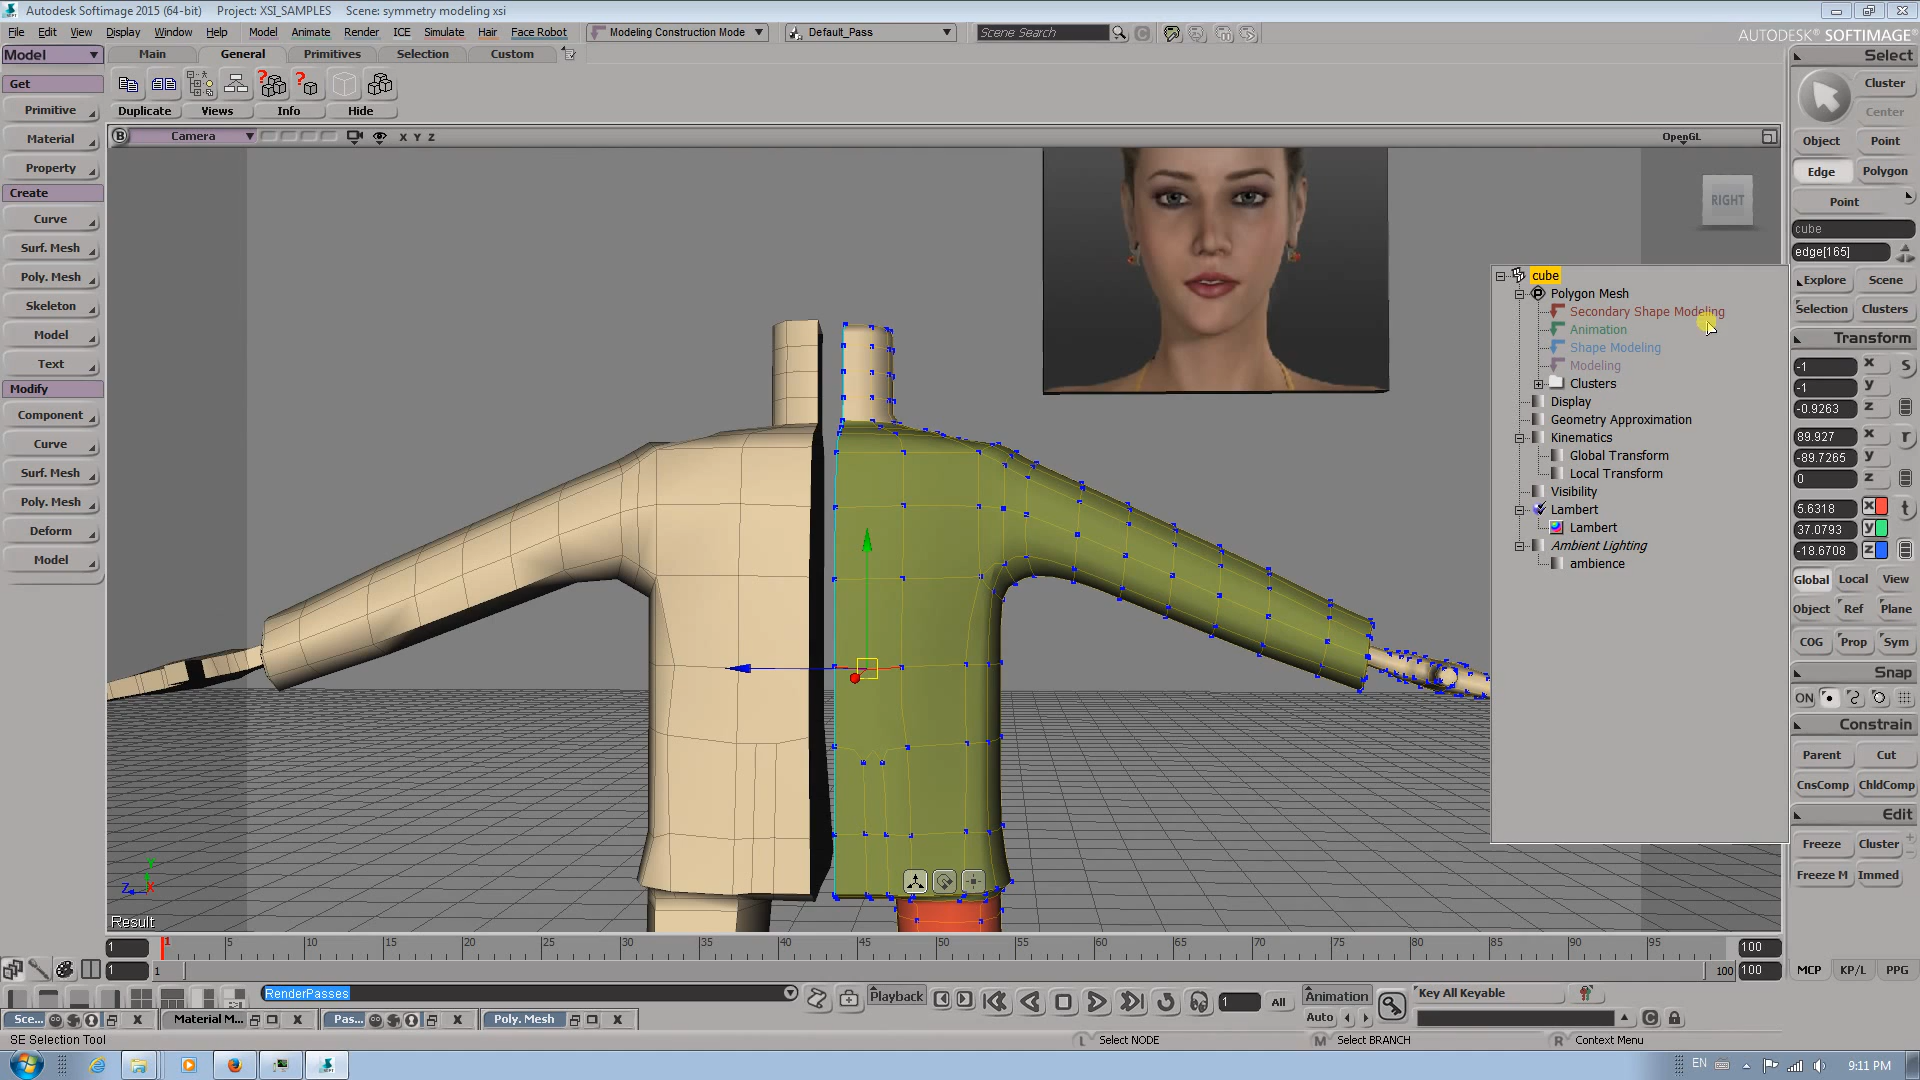 Autodesk Softimage 2015 (64-bit)    Project: XSI_SAMPLES    Scene: symmetry modeling xsi
File Edit View Display Window Help Model Animate Render ICE Simulate Hair Face Robot Modeling Construction Mode Default_Pass Scene Search AUTODESK® SOFTIMAGE®
Model Main General Primitives Selection Custom Select
Get
Primitive
Material
Property
Create
Curve
Surf. Mesh
Poly. Mesh
Skeleton
Model
Text
Modify
Component
Curve
Surf. Mesh
Poly. Mesh
Deform
Model
Duplicate Views Info Hide
B Camera X Y Z OpenGL
RIGHT
cube
Polygon Mesh
Secondary Shape Modeling
Animation
Shape Modeling
Modeling
Clusters
Display
Geometry Approximation
Kinematics
Global Transform
Local Transform
Visibility
Lambert
Lambert
Ambient Lighting
ambience
Cluster
Center
Object Point
Edge Polygon
Point
cube
edge[165]
Explore Scene
Selection Clusters
Transform
-1 x s
-1 y
-0.9263 z
89.927 x r
-89.7265 y
0 z
5.6318 x t
37.0793 y
-18.6708 z
Global Local View
Object Ref Plane
COG Prop Sym
Snap
ON
Constrain
Parent Cut
CnsComp ChldComp
Edit
Freeze Cluster
Freeze M Immed
Y
Z X
Result
1 1 5 10 15 20 25 30 35 40 45 50 55 60 65 70 75 80 85 90 95 100
1 1 100 100 MCP KP/L PPG
RenderPasses Playback 1 All Animation Key All Keyable
Auto
Sce... X Material M... X Pas... X Poly. Mesh X
SE Selection Tool L Select NODE M Select BRANCH R Context Menu
EN 9:11 PM